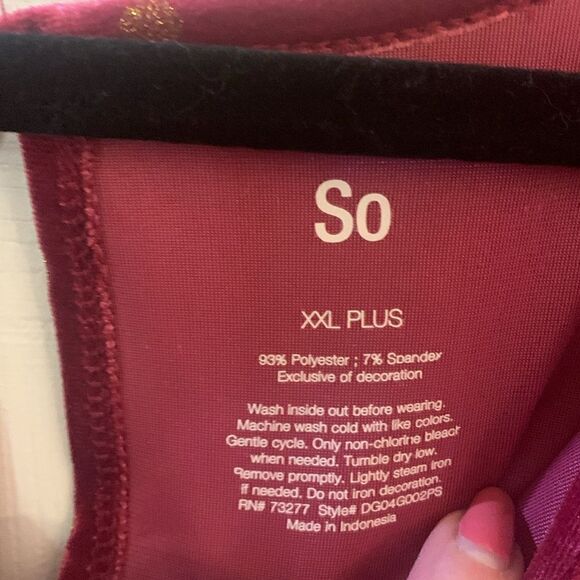 So
XXL PLUS
93% Polyester ; 7% Spandex
Exclusive of decoration
Wash inside out before wearing.
Machine wash cold with like colors.
Gentle cycle. Only non-chlorine bleach
when needed. Tumble dry low.
Remove promptly. Lightly steam iron
if needed. Do not iron decoration.
RN# 73277 Style# DG04G002PS
Made in Indonesia